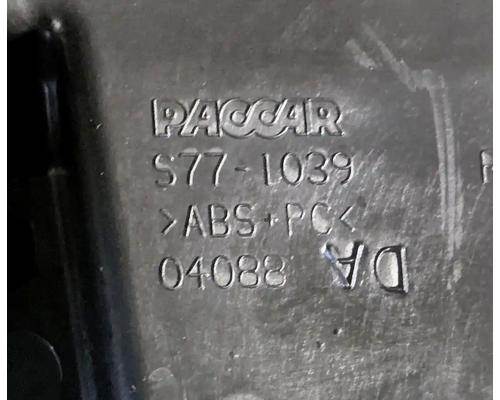 PACCAR
S77-1039
>ABS+PC<
04088 DA